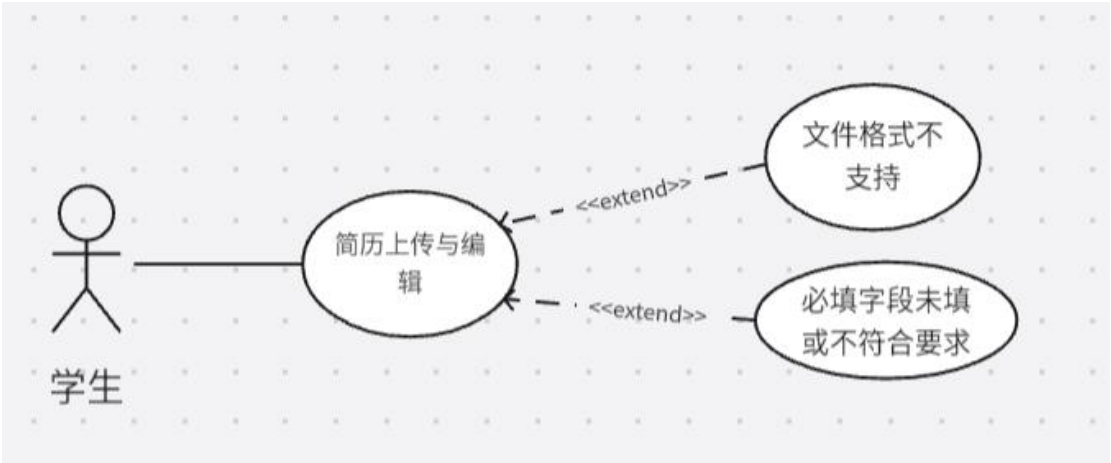 文件格式不
支持
<<extend>>
简历上传与编
辑
<<extend>>
必填字段未填
或不符合要求
学生